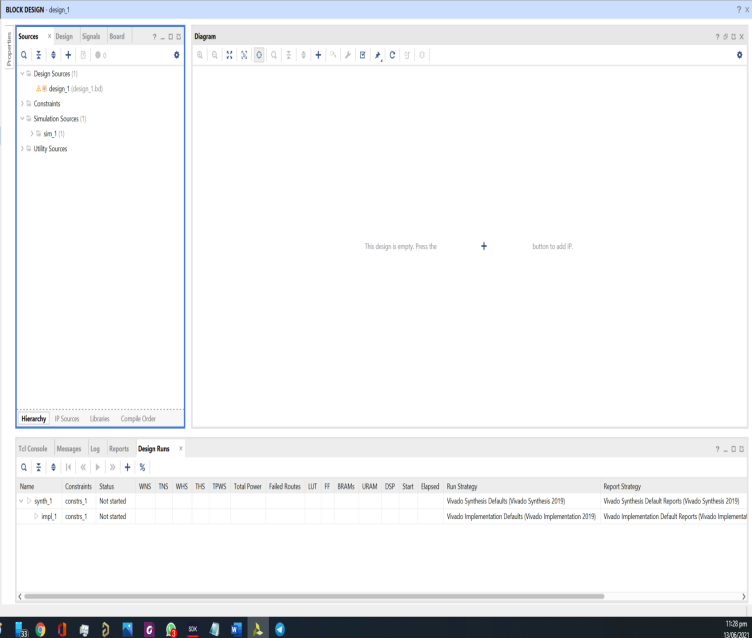 BLOCK DESIGN - design_1
Properties
Sources Design Signals Board
Diagram
Design Sources (1)
design_1 (design_1.bd)
Constraints
Simulation Sources (1)
sim_1 (1)
Utility Sources
This design is empty. Press the + button to add IP.
Hierarchy IP Sources Libraries Compile Order
Tcl Console Messages Log Reports Design Runs
Name Constraints Status WNS TNS WHS THS TPWS Total Power Failed Routes LUT FF BRAMs URAM DSP Start Elapsed Run Strategy Report Strategy
synth_1 constrs_1 Not started Vivado Synthesis Defaults (Vivado Synthesis 2019) Vivado Synthesis Default Reports (Vivado Synthesis 2019)
impl_1 constrs_1 Not started Vivado Implementation Defaults (Vivado Implementation 2019) Vivado Implementation Default Reports (Vivado Implementat
33 3 SDK
11:28 pm
13/06/2021